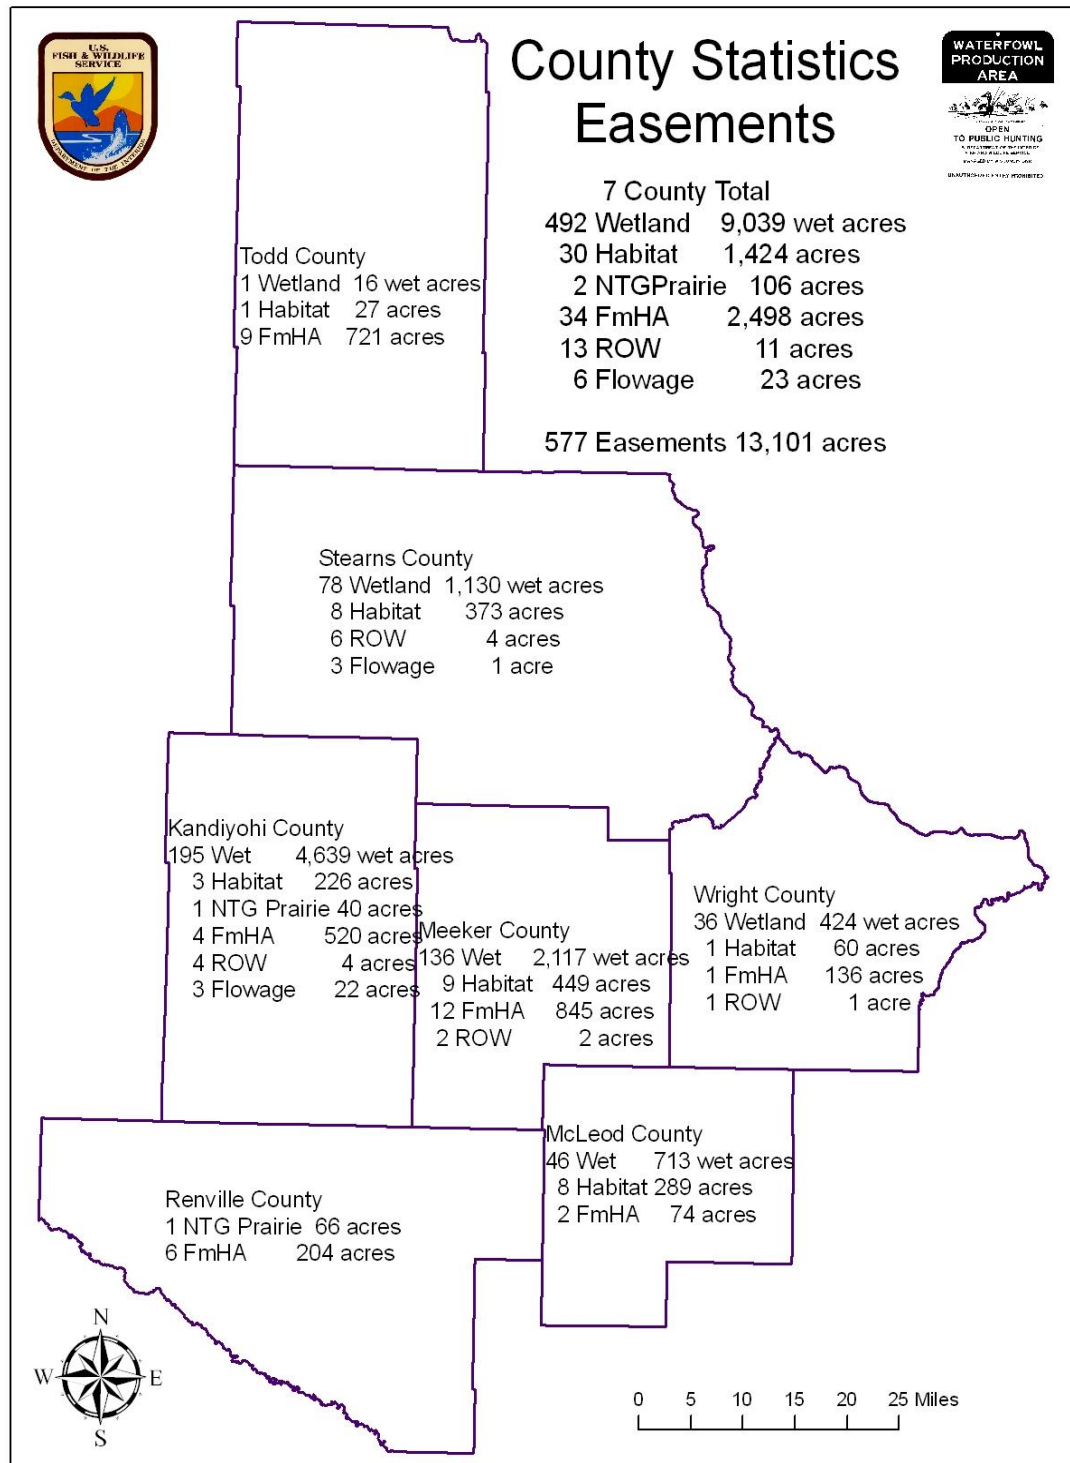 U.S.
FISH & WILDLIFE
SERVICE
DEPARTMENT OF THE INTERIOR
County Statistics
Easements
WATERFOWL
PRODUCTION
AREA
OPEN
TO PUBLIC HUNTING
UNAUTHORIZED ENTRY PROHIBITED
7 County Total
492 Wetland 9,039 wet acres
30 Habitat 1,424 acres
2 NTGPrairie 106 acres
34 FmHA 2,498 acres
13 ROW 11 acres
6 Flowage 23 acres
577 Easements 13,101 acres
Todd County
1 Wetland 16 wet acres
1 Habitat 27 acres
9 FmHA 721 acres
Stearns County
78 Wetland 1,130 wet acres
8 Habitat 373 acres
6 ROW 4 acres
3 Flowage 1 acre
Kandiyohi County
195 Wet 4,639 wet acres
3 Habitat 226 acres
1 NTG Prairie 40 acres
4 FmHA 520 acres
4 ROW 4 acres
3 Flowage 22 acres
Meeker County
136 Wet 2,117 wet acres
9 Habitat 449 acres
12 FmHA 845 acres
2 ROW 2 acres
Wright County
36 Wetland 424 wet acres
1 Habitat 60 acres
1 FmHA 136 acres
1 ROW 1 acre
McLeod County
46 Wet 713 wet acres
8 Habitat 289 acres
2 FmHA 74 acres
Renville County
1 NTG Prairie 66 acres
6 FmHA 204 acres
N
W E
S
0 5 10 15 20 25 Miles